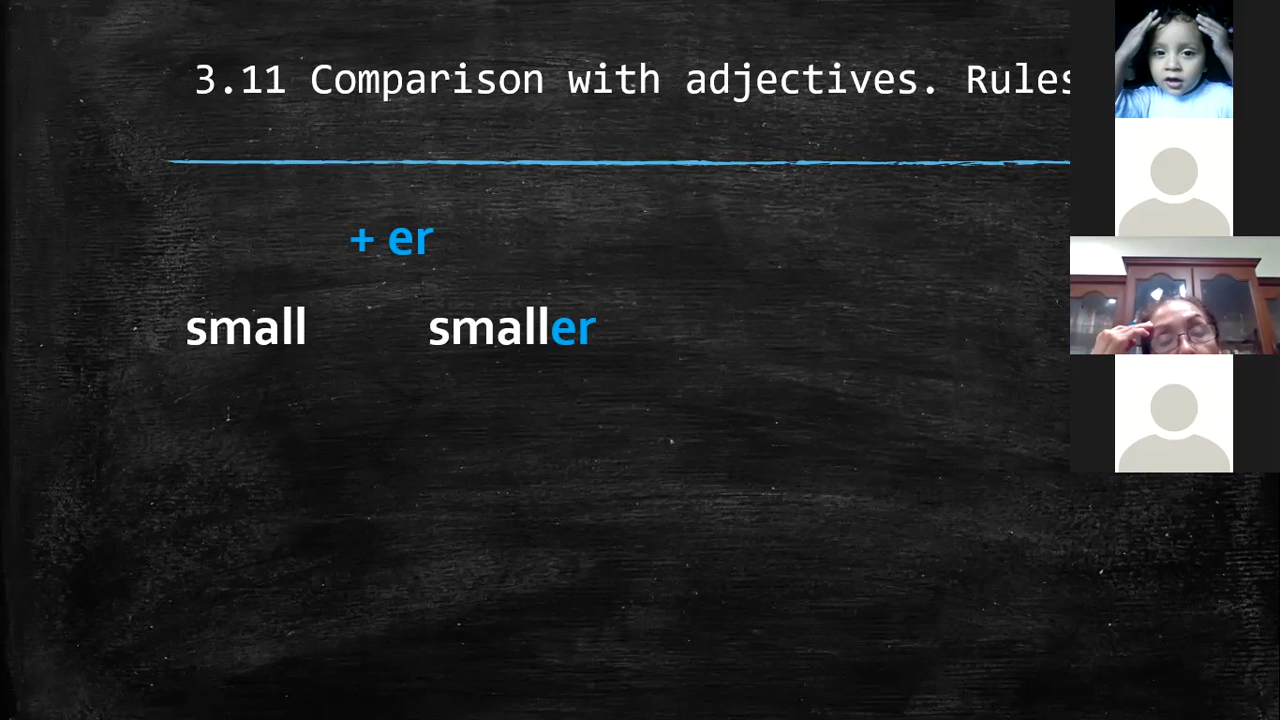 3.11 Comparison with adjectives. Rules
+ er
small smaller